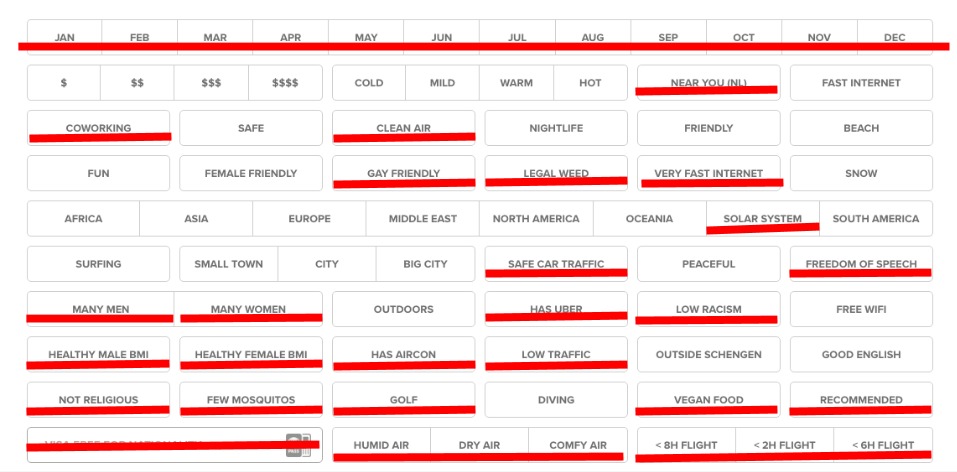 JAN FEB MAR APR MAY JUN JUL AUG SEP OCT NOV DEC
$ $$ $$$ $$$$ COLD MILD WARM HOT NEAR YOU (NL) FAST INTERNET
COWORKING SAFE CLEAN AIR NIGHTLIFE FRIENDLY BEACH
FUN FEMALE FRIENDLY GAY FRIENDLY LEGAL WEED VERY FAST INTERNET SNOW
AFRICA ASIA EUROPE MIDDLE EAST NORTH AMERICA OCEANIA SOLAR SYSTEM SOUTH AMERICA
SURFING SMALL TOWN CITY BIG CITY SAFE CAR TRAFFIC PEACEFUL FREEDOM OF SPEECH
MANY MEN MANY WOMEN OUTDOORS HAS UBER LOW RACISM FREE WIFI
HEALTHY MALE BMI HEALTHY FEMALE BMI HAS AIRCON LOW TRAFFIC OUTSIDE SCHENGEN GOOD ENGLISH
NOT RELIGIOUS FEW MOSQUITOS GOLF DIVING VEGAN FOOD RECOMMENDED
HUMID AIR DRY AIR COMFY AIR < 8H FLIGHT < 2H FLIGHT < 6H FLIGHT